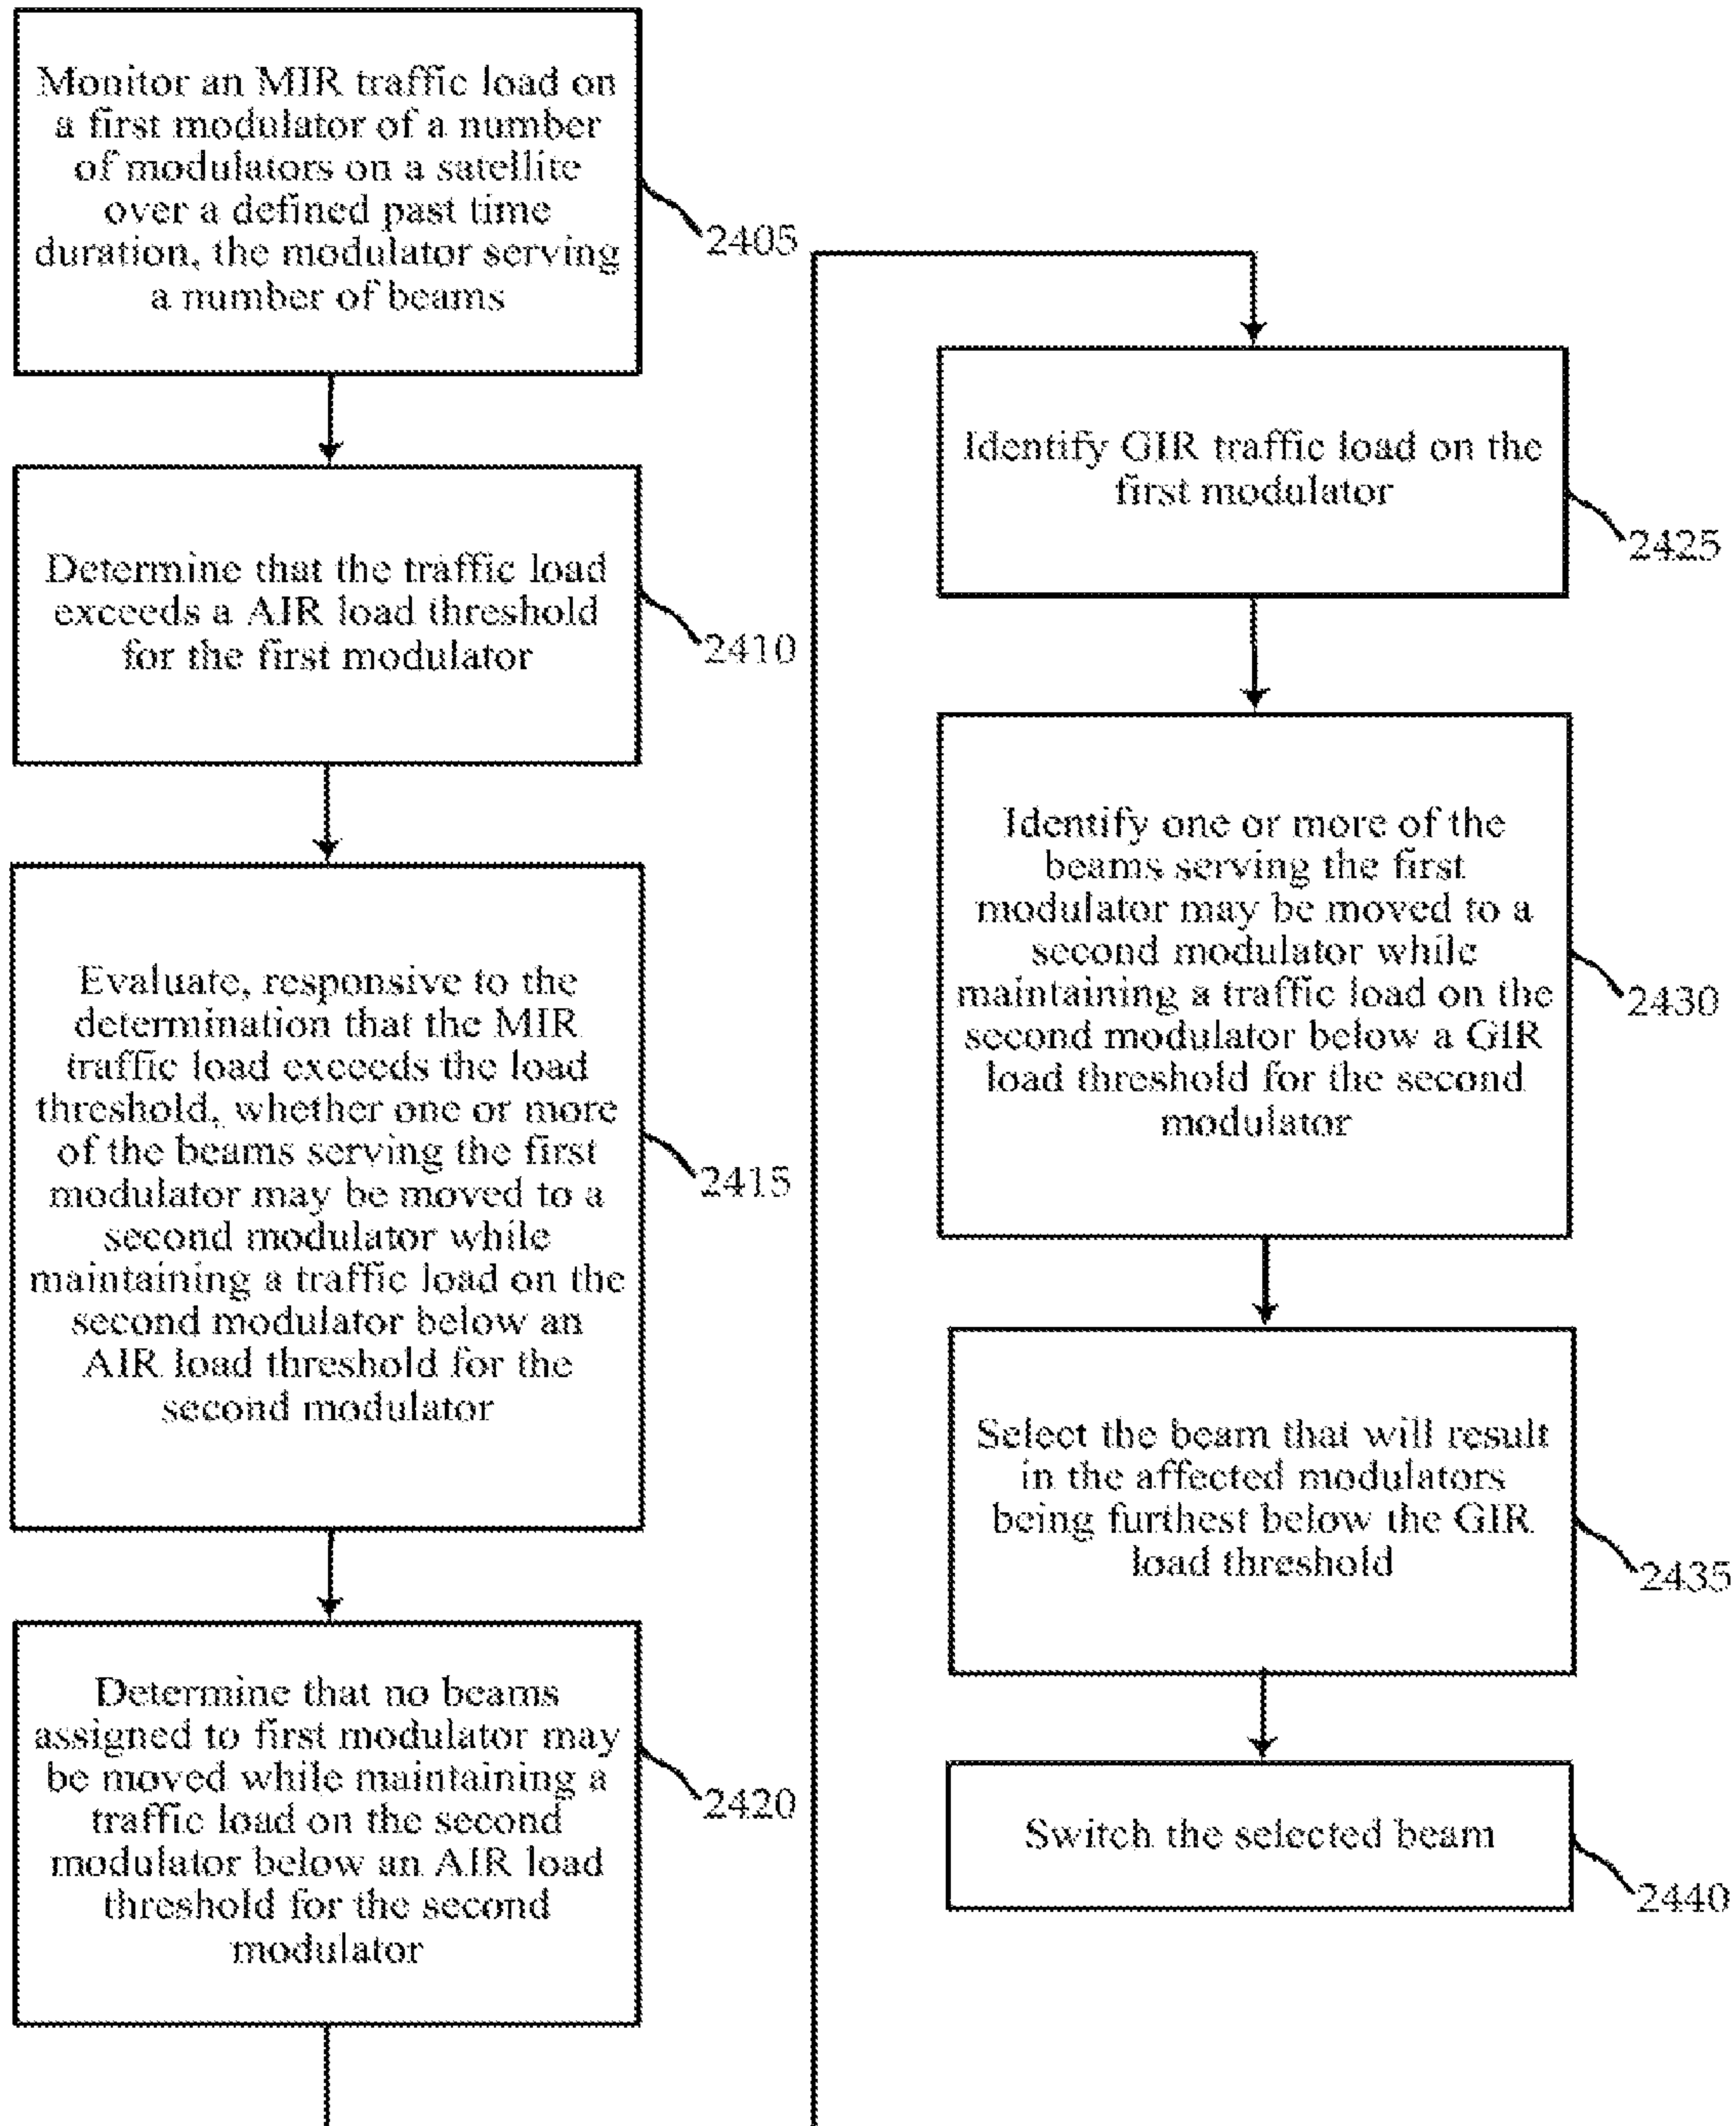 Monitor an MIR traffic load on
a first modulator of a number
of modulators on a satellite
over a defined past time
duration, the modulator serving
a number of beams
2405
Determine that the traffic load
exceeds a AIR load threshold
for the first modulator
2410
Evaluate, responsive to the
determination that the MIR
traffic load exceeds the load
threshold, whether one or more
of the beams serving the first
modulator may be moved to a
second modulator while
maintaining a traffic load on the
second modulator below an
AIR load threshold for the
second modulator
2415
Determine that no beams
assigned to first modulator may
be moved while maintaining a
traffic load on the second
modulator below an AIR load
threshold for the second
modulator
2420
Identify GIR traffic load on the
first modulator
2425
Identify one or more of the
beams serving the first
modulator may be moved to a
second modulator while
maintaining a traffic load on the
second modulator below a GIR
load threshold for the second
modulator
2430
Select the beam that will result
in the affected modulators
being furthest below the GIR
load threshold
2435
Switch the selected beam
2440